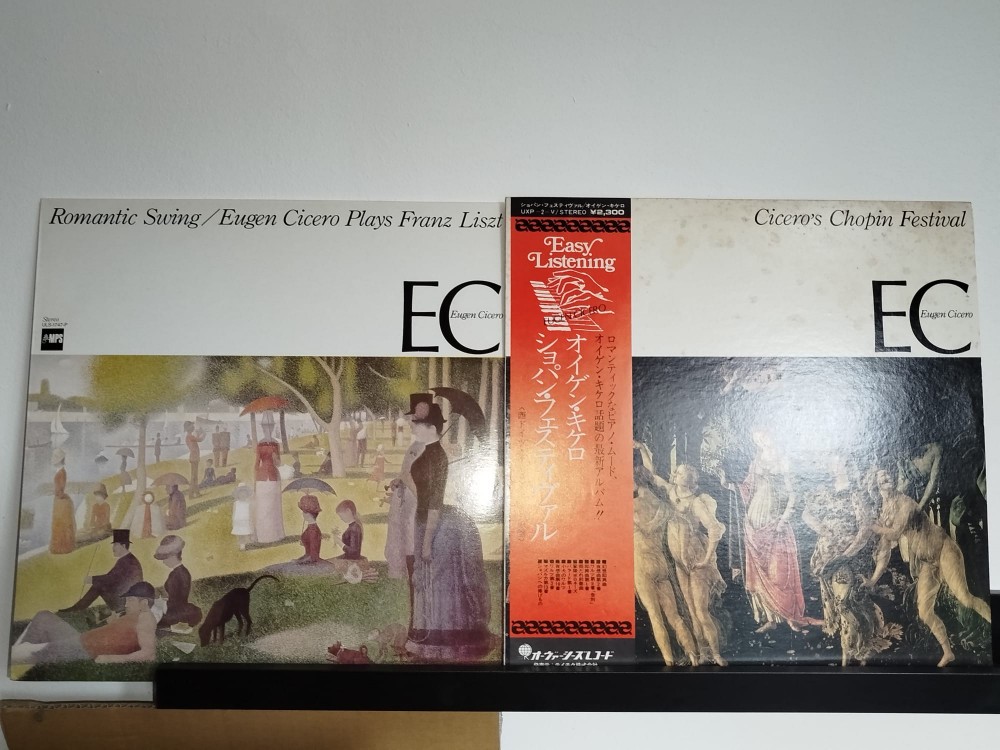 Romantic Swing/Eugen Cicero Plays Franz Liszt
EC
Eugen Cicero
Stereo
MPS
ショパン・フェスティヴァル/オイゲン・キケロ
UXP-2-V/STEREO ¥2,300
Easy
Listening
ロマンティックなピアノ・ムード、
オイゲン・キケロ話題の最新アルバム!!
オイゲン・キケロ
ショパン・フェスティヴァル
オーヴァーシーズレコード
Cicero's Chopin Festival
EC
Eugen Cicero